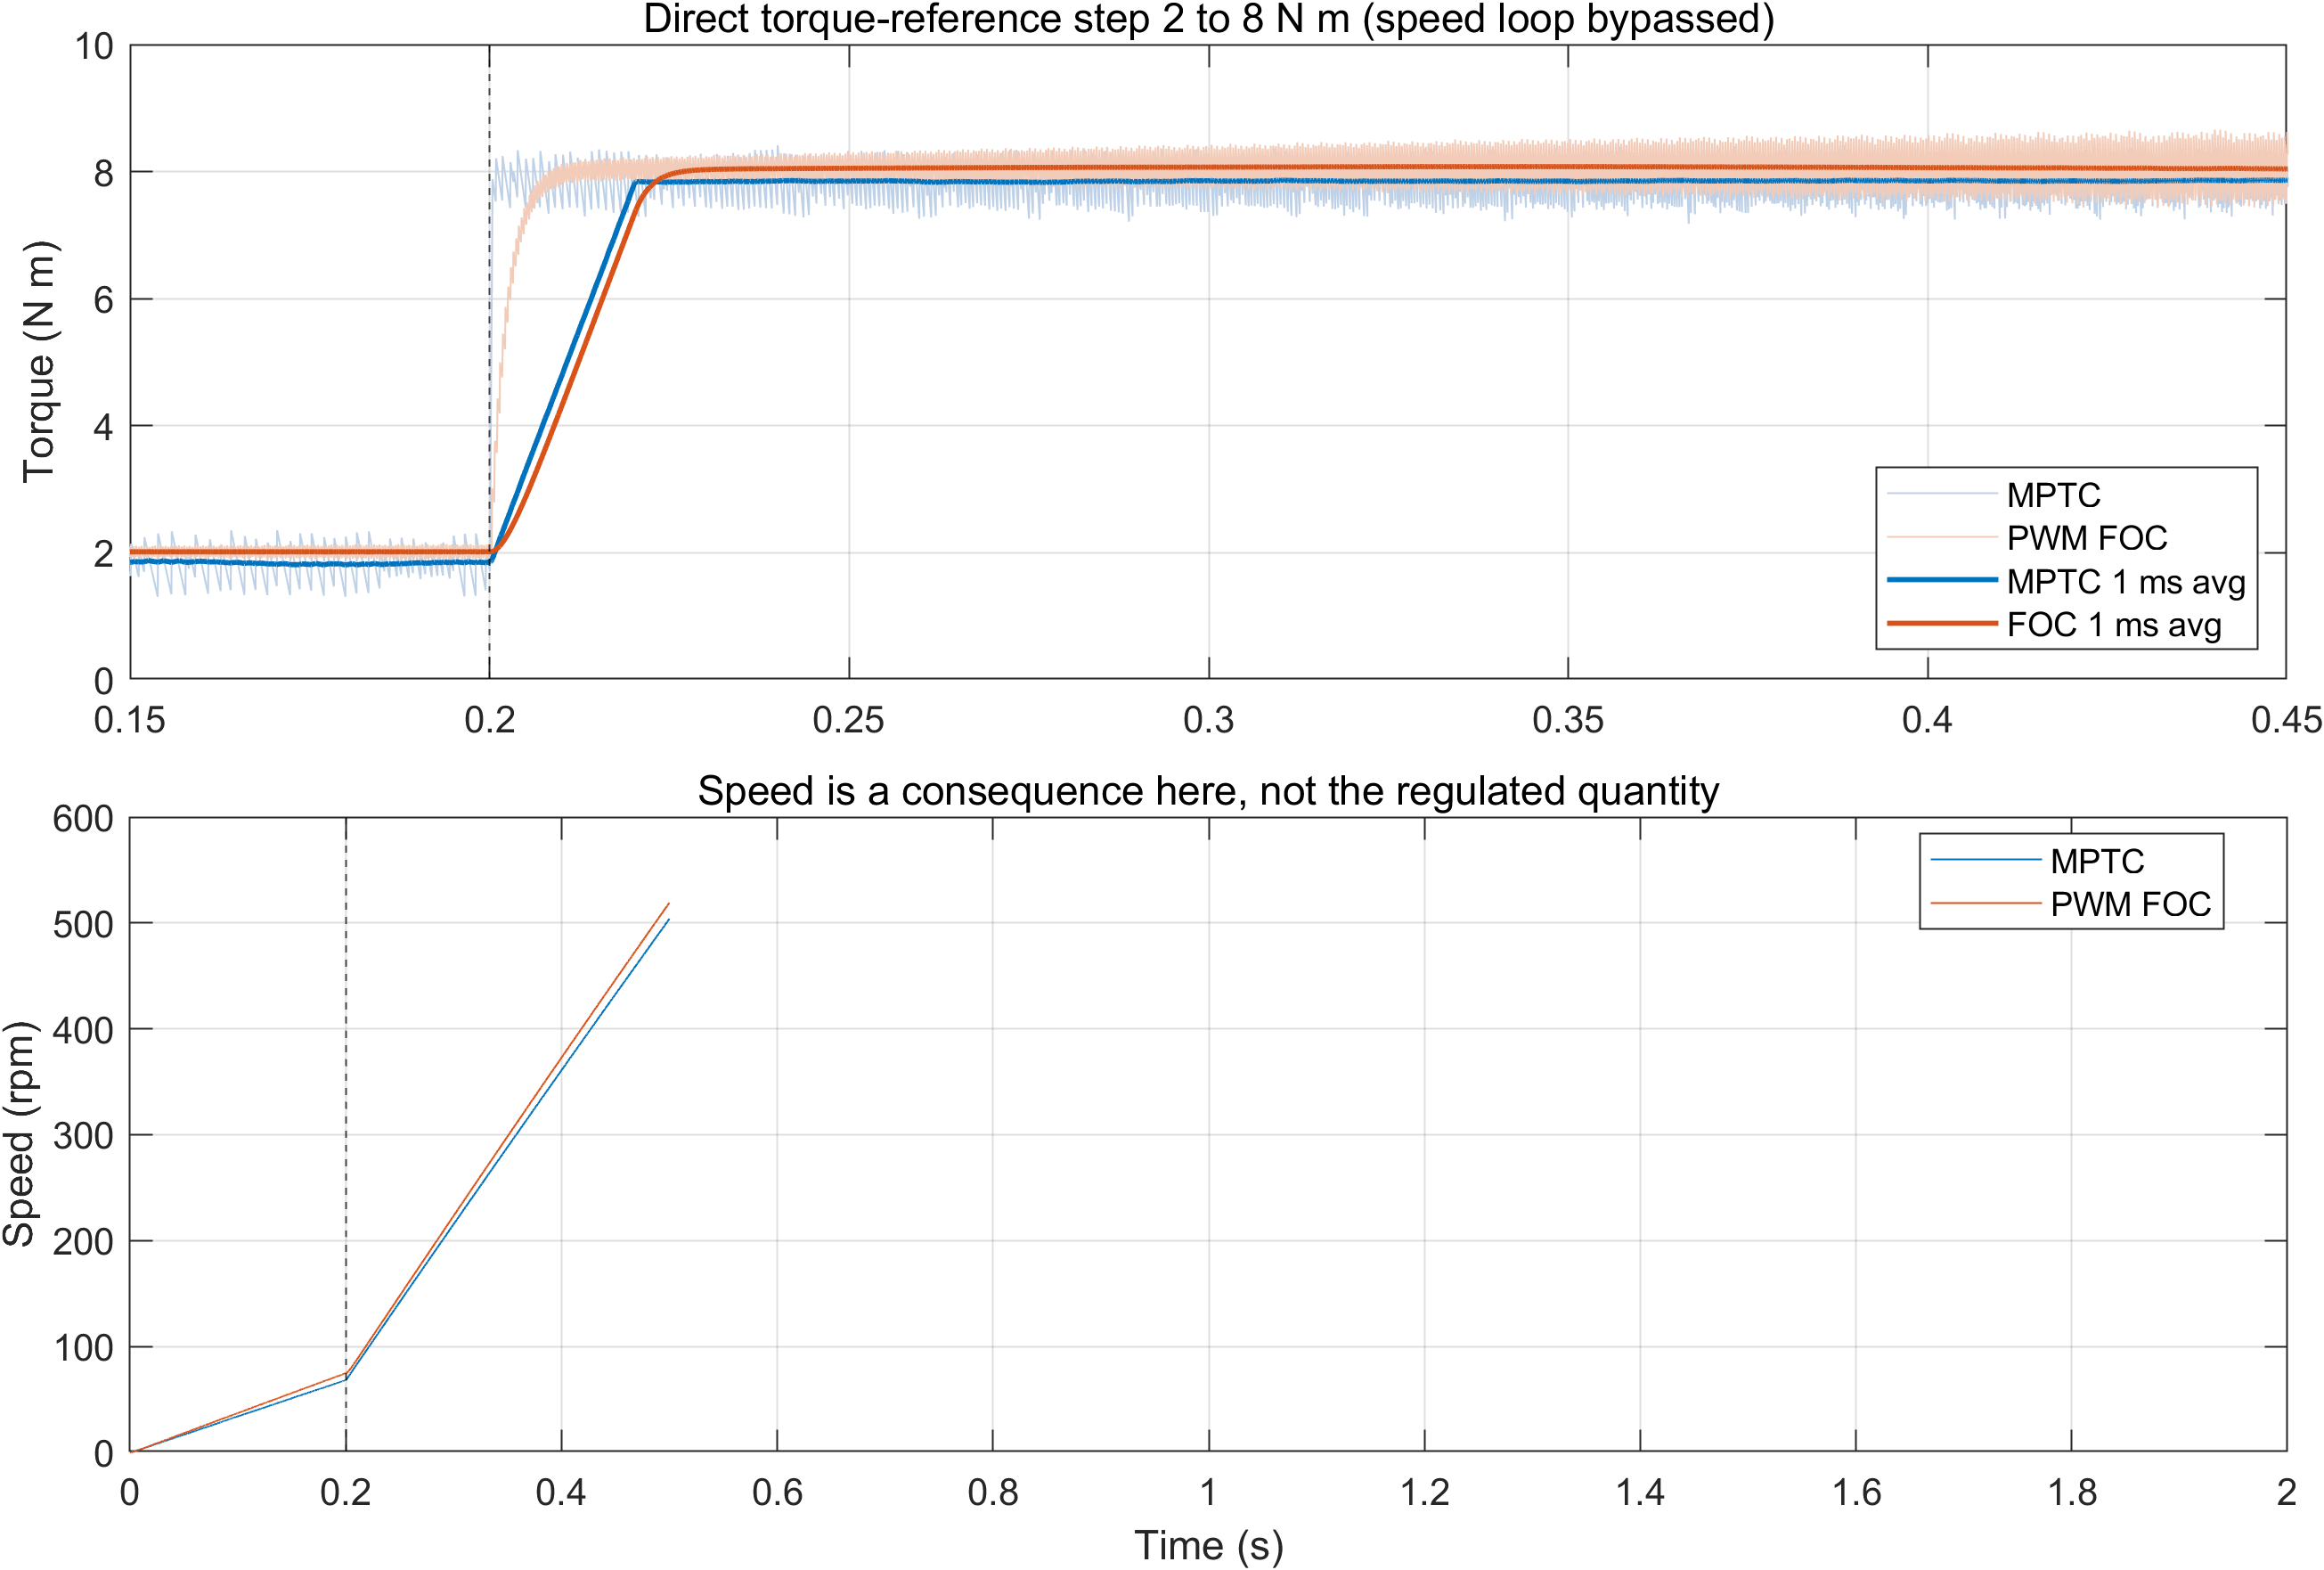 Direct torque-reference step 2 to 8 N m (speed loop bypassed)
10
8
6
4
2
0
Torque (N m)
MPTC
PWM FOC
MPTC 1 ms avg
FOC 1 ms avg
0.15 0.2 0.25 0.3 0.35 0.4 0.45
Speed is a consequence here, not the regulated quantity
600
500
400
300
200
100
0
Speed (rpm)
MPTC
PWM FOC
0 0.2 0.4 0.6 0.8 1 1.2 1.4 1.6 1.8 2
Time (s)